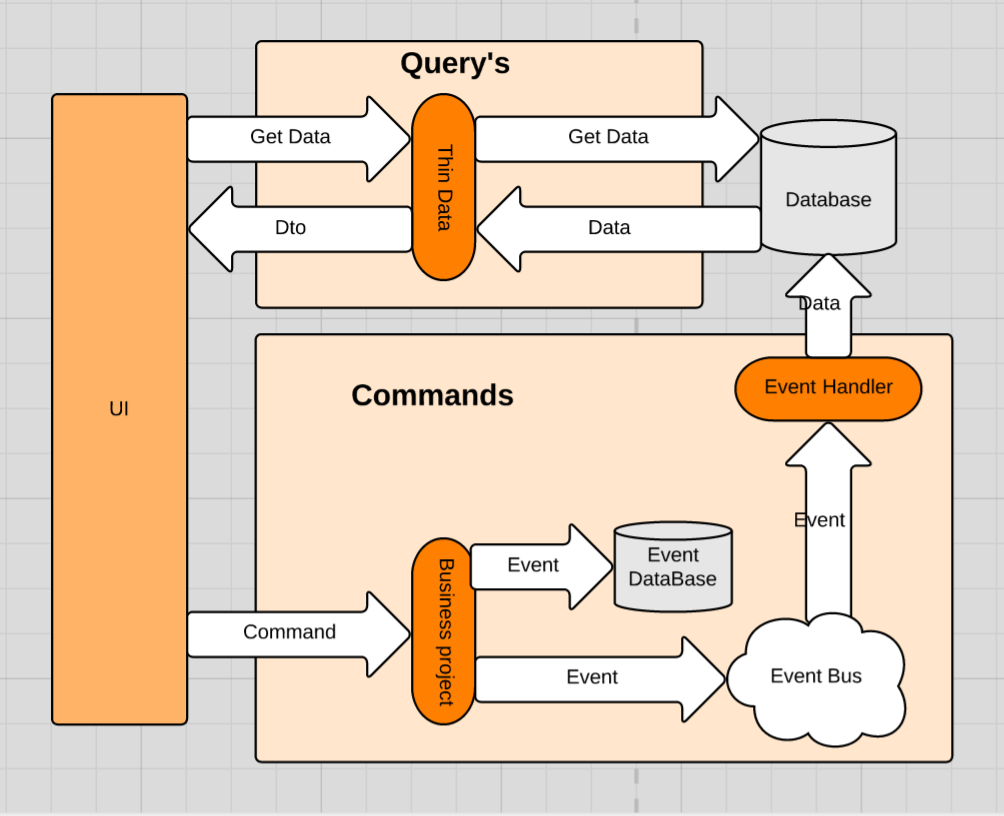 Query's
Get Data
Thin Data
Get Data
Database
Dto
Data
Data
UI
Commands
Event Handler
Event
Event
Event
DataBase
Command
Business project
Event
Event Bus